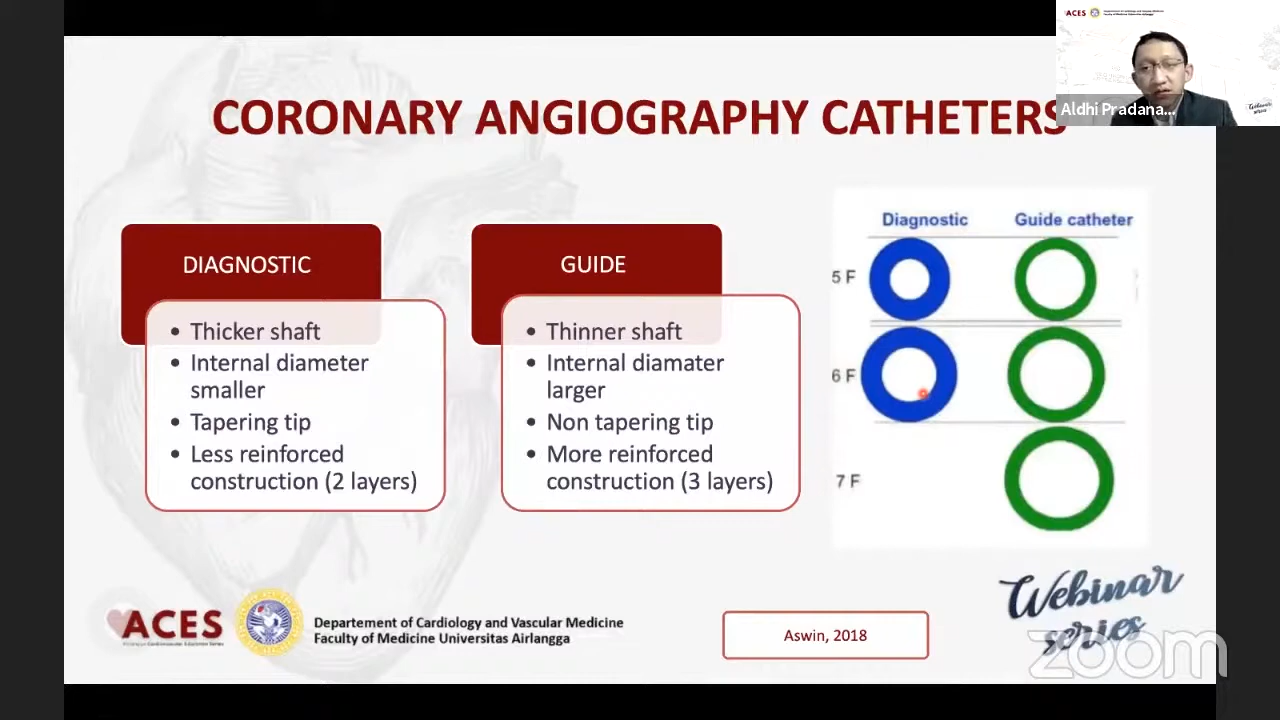 ACES
Aldhi Pradana...
CORONARY ANGIOGRAPHY CATHETERS
DIAGNOSTIC
• Thicker shaft
• Internal diameter
smaller
• Tapering tip
• Less reinforced
construction (2 layers)
GUIDE
• Thinner shaft
• Internal diamater
larger
• Non tapering tip
• More reinforced
construction (3 layers)
Diagnostic Guide catheter
5 F
6 F
7 F
ACES
Departement of Cardiology and Vascular Medicine
Faculty of Medicine Universitas Airlangga
Aswin, 2018
Webinar
series
zoom